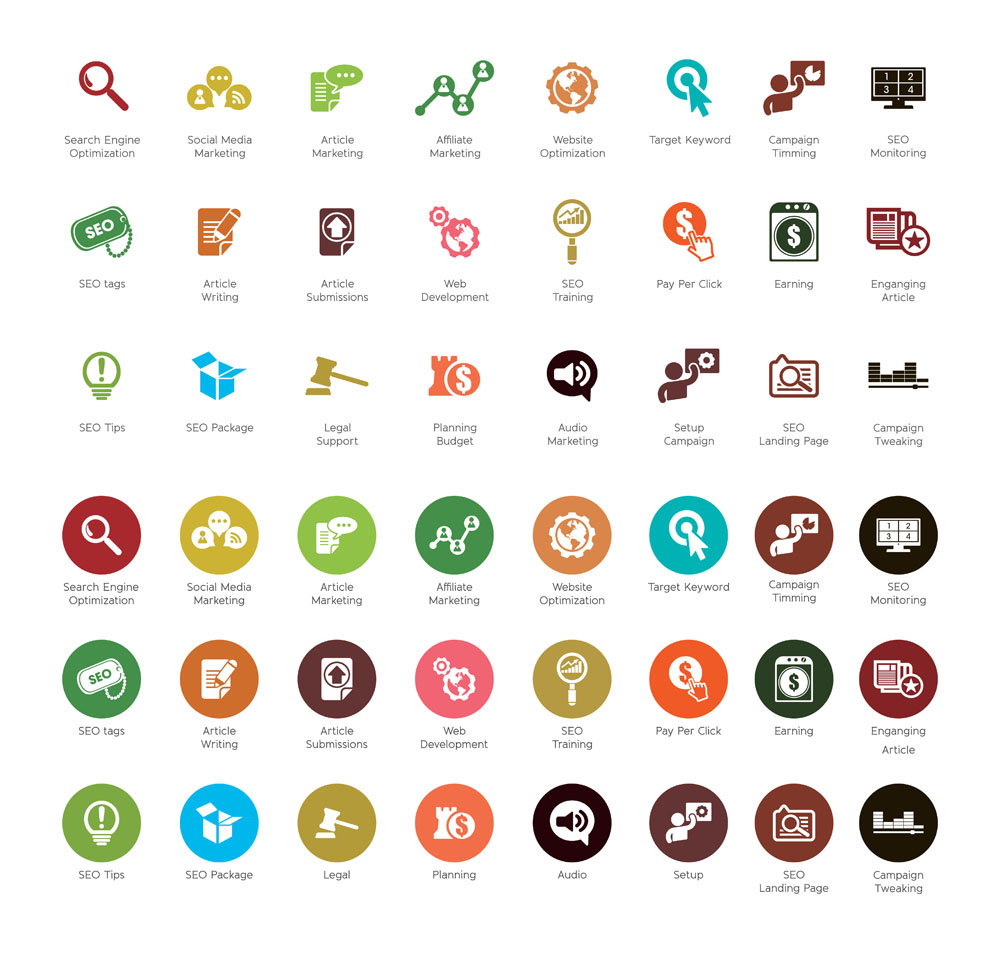 Search Engine
Optimization
Social Media
Marketing
Article
Marketing
Affiliate
Marketing
Website
Optimization
Target Keyword
Campaign
Timming
1 2
3 4
SEO
Monitoring
SEO
SEO tags
Article
Writing
Article
Submissions
Web
Development
SEO
Training
$
Pay Per Click
$
Earning
Enganging
Article
SEO Tips
SEO Package
Legal
Support
$
Planning
Budget
Audio
Marketing
Setup
Campaign
SEO
Landing Page
Campaign
Tweaking
Search Engine
Optimization
Social Media
Marketing
Article
Marketing
Affiliate
Marketing
Website
Optimization
Target Keyword
Campaign
Timming
1 2
3 4
SEO
Monitoring
SEO
SEO tags
Article
Writing
Article
Submissions
Web
Development
SEO
Training
$
Pay Per Click
$
Earning
Enganging
Article
SEO Tips
SEO Package
Legal
$
Planning
Audio
Setup
SEO
Landing Page
Campaign
Tweaking